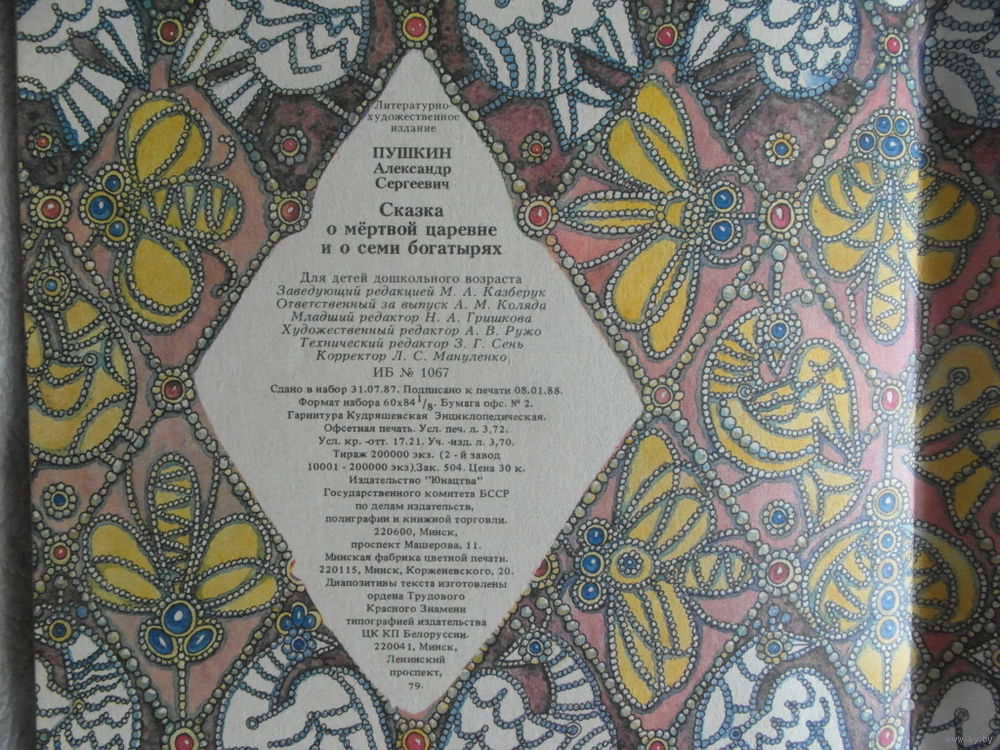 Литературно-
художественное
издание
ПУШКИН
Александр
Сергеевич
Сказка
о мёртвой царевне
и о семи богатырях
Для детей дошкольного возраста
Заведующий редакцией М. А. Казберук
Ответственный за выпуск А. М. Коляда
Младший редактор Н. А. Гришкова
Художественный редактор А. В. Ружо
Технический редактор З. Г. Сень
Корректор Л. С. Мануленко
ИБ № 1067
Сдано в набор 31.07.87. Подписано к печати 08.01.88.
Формат набора 60х84 1/8. Бумага офс. № 2.
Гарнитура Кудряшевская Энциклопедическая.
Офсетная печать. Усл. печ. л. 3,72.
Усл. кр. -отт. 17.21. Уч. -изд. л. 3,70.
Тираж 200000 экз. (2 - й завод
10001 - 200000 экз).Зак. 504. Цена 30 к.
Издательство "Юнацтва"
Государственного комитета БССР
по делам издательств,
полиграфии и книжной торговли.
220600, Минск,
проспект Машерова, 11.
Минская фабрика цветной печати.
220115, Минск, Корженевского, 20.
Диапозитивы текста изготовлены
ордена Трудового
Красного Знамени
типографией издательства
ЦК КП Белоруссии.
220041, Минск,
Ленинский
проспект,
79.
www.ay.by